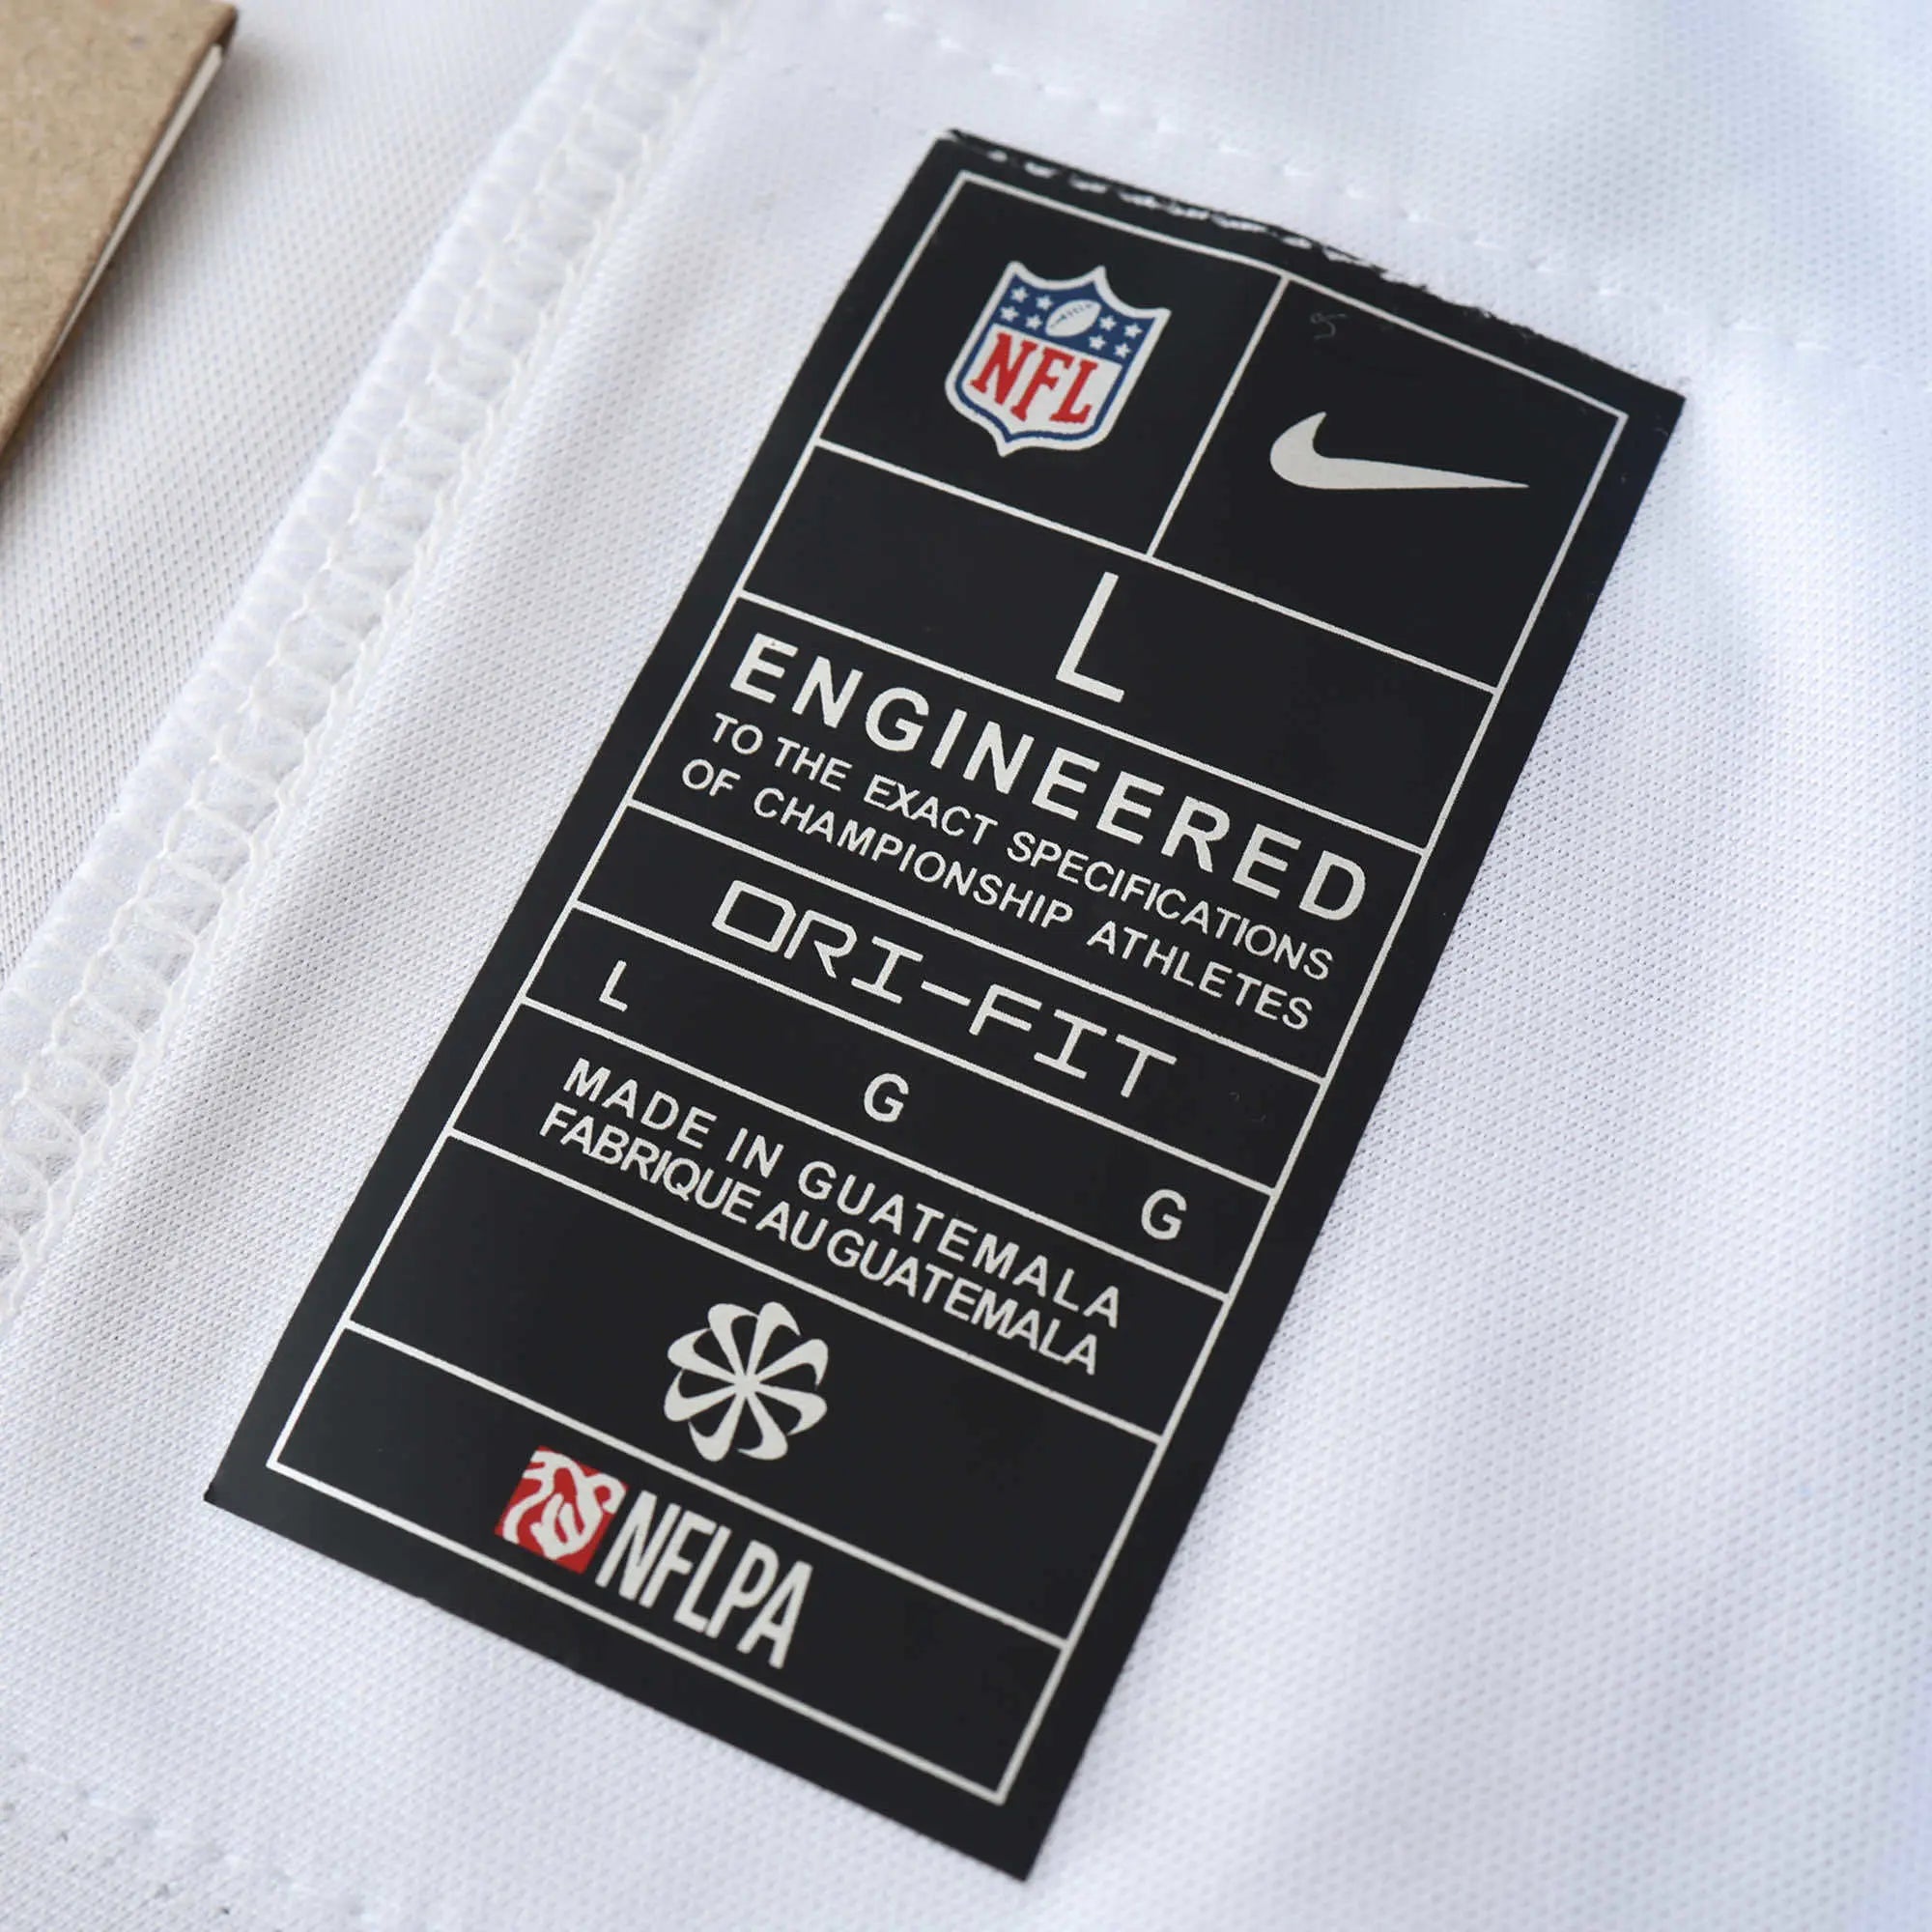 NFL
L
ENGINEERED
TO THE EXACT SPECIFICATIONS
OF CHAMPIONSHIP ATHLETES
DRI-FIT
L G G
MADE IN GUATEMALA
FABRIQUE AU GUATEMALA
NFLPA